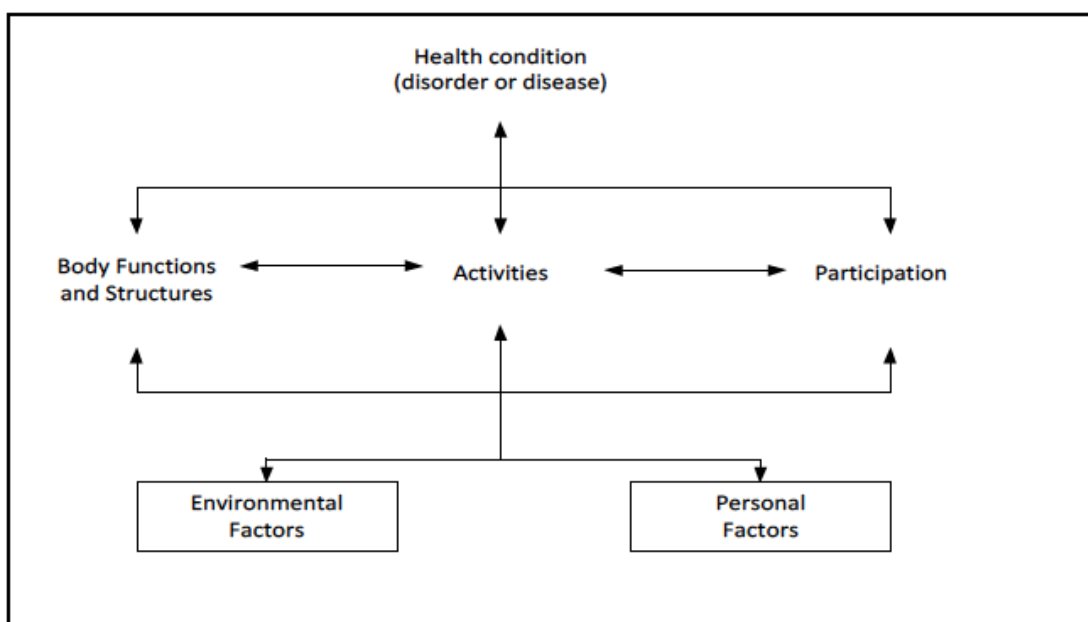 Health condition
(disorder or disease)
Body Functions
and Structures
Activities
Participation
Environmental
Factors
Personal
Factors